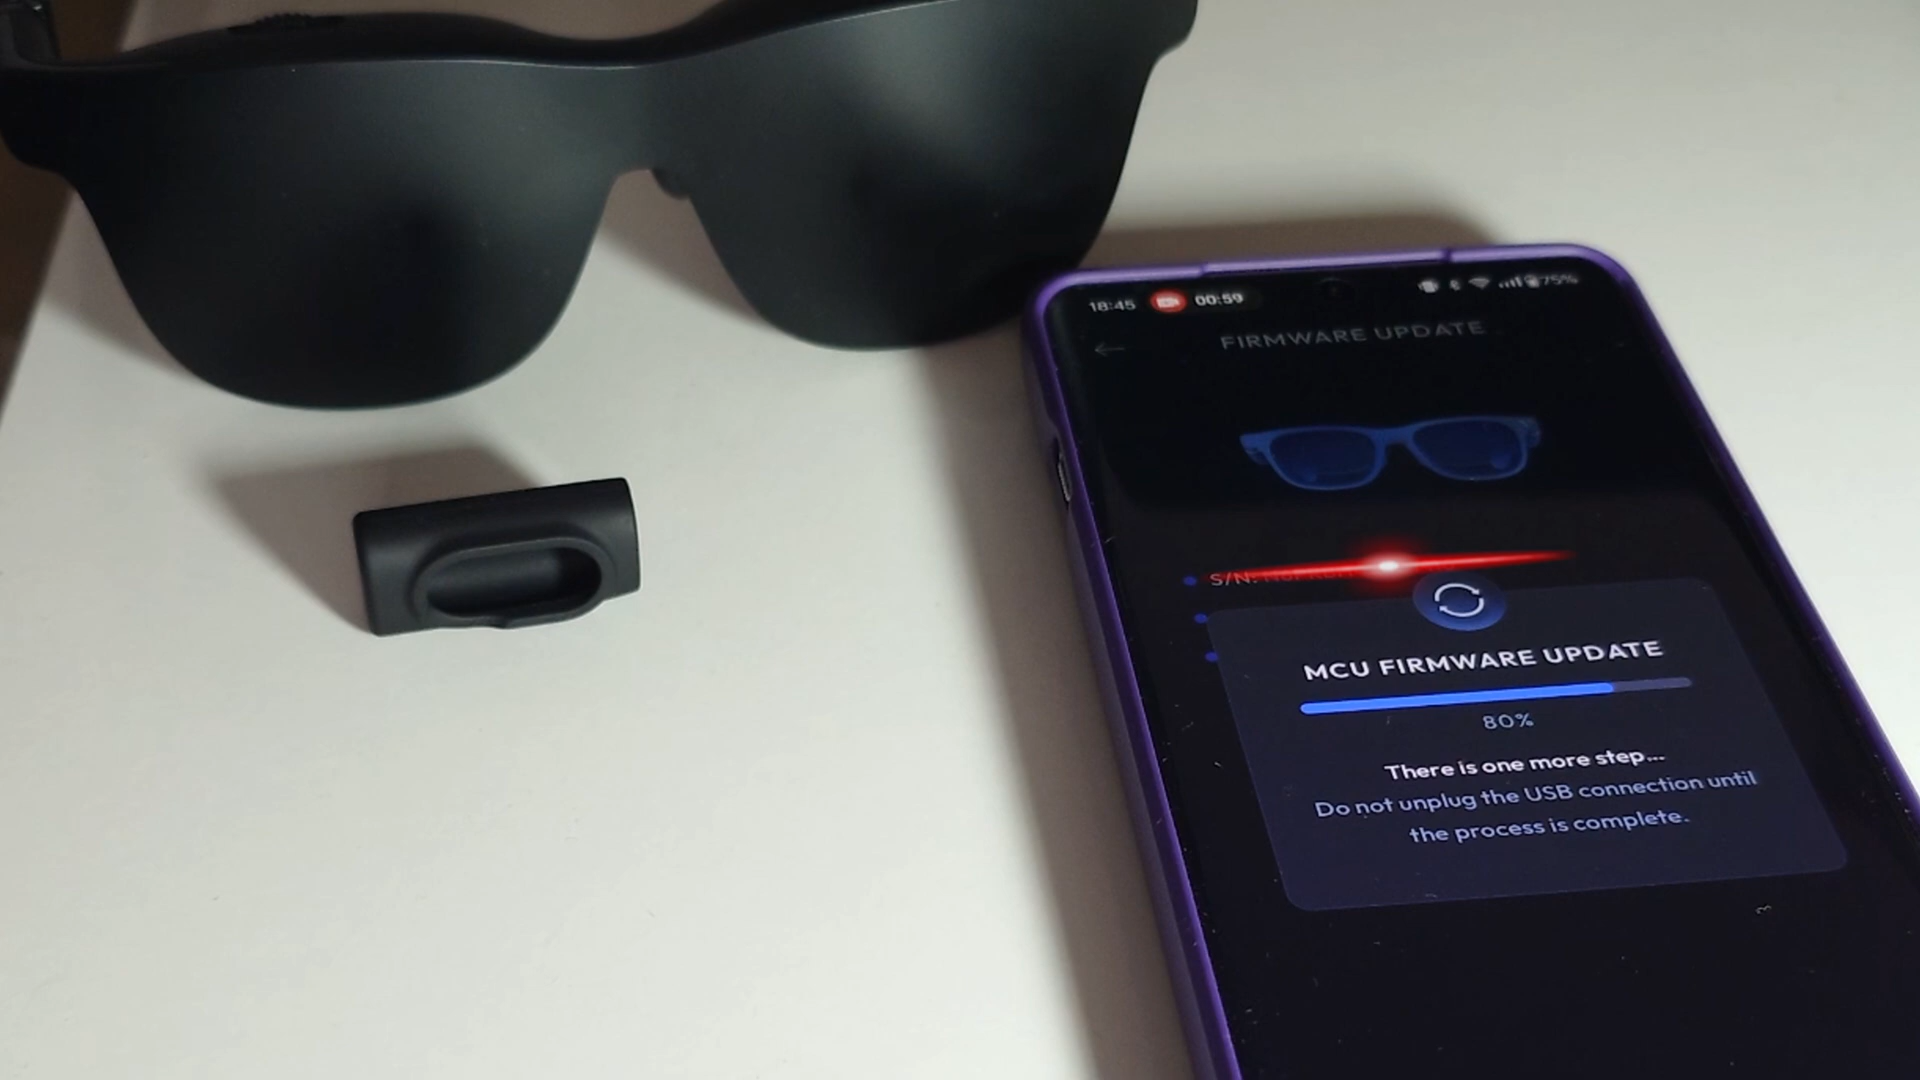 18:45 00:59 75%
FIRMWARE UPDATE
S/N:
MCU FIRMWARE UPDATE
80%
There is one more step...
Do not unplug the USB connection until
the process is complete.